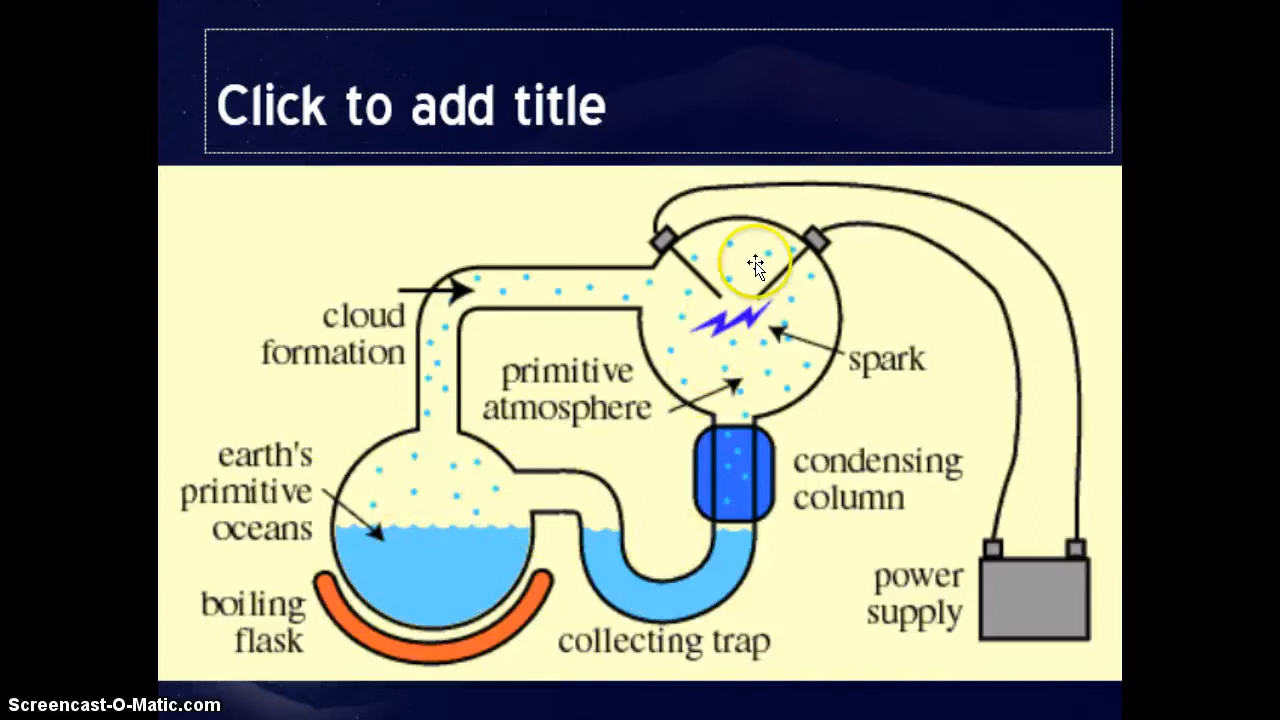 Click to add title
cloud
formation
primitive
atmosphere
spark
earth's
primitive
oceans
condensing
column
boiling
flask
collecting trap
power
supply
Screencast-O-Matic.com